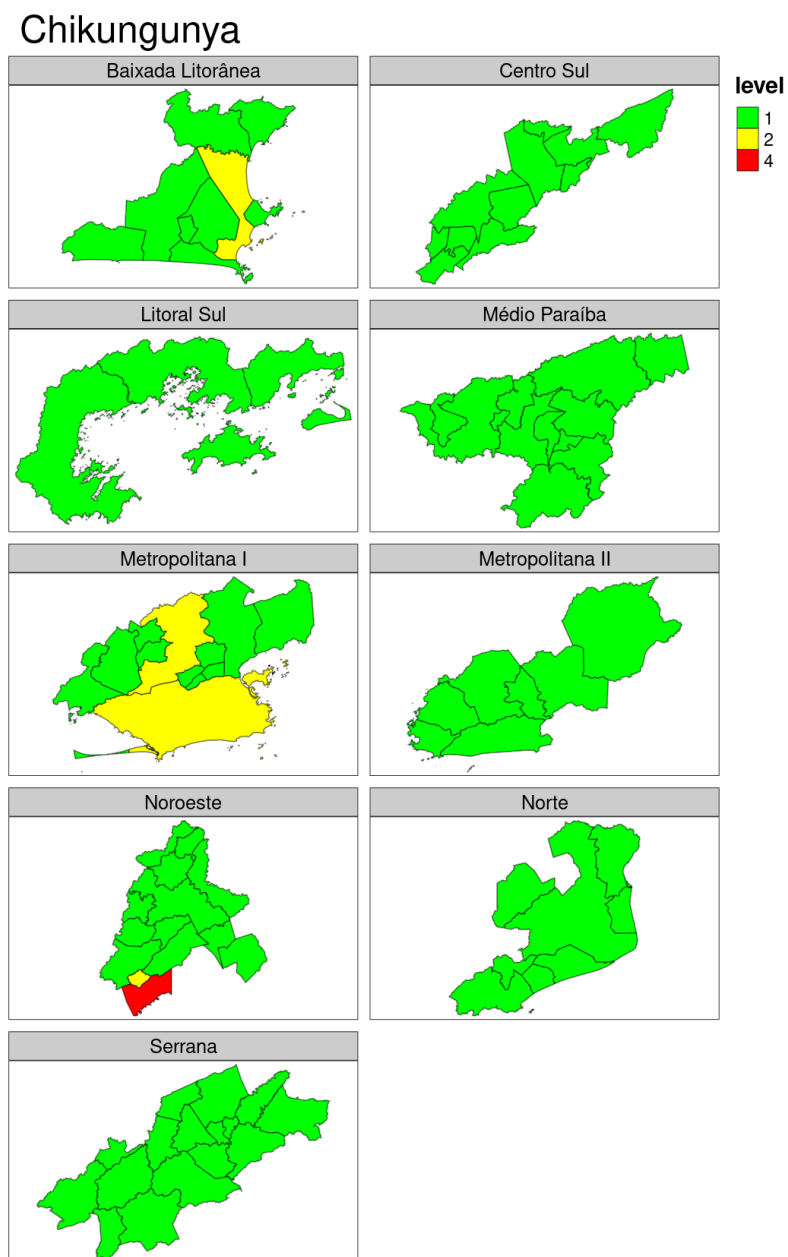 Chikungunya
Baixada Litorânea
Centro Sul
level
1
2
4
Litoral Sul
Médio Paraíba
Metropolitana I
Metropolitana II
Noroeste
Norte
Serrana